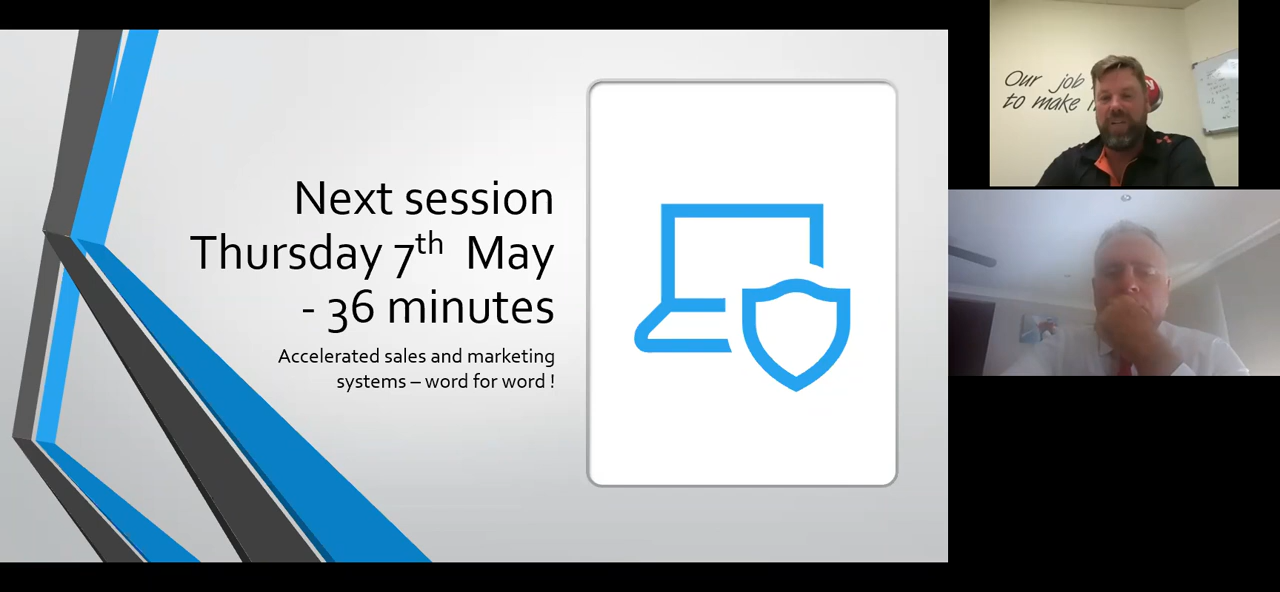 Next session
Thursday 7th May
- 36 minutes
Accelerated sales and marketing
systems – word for word !
Our job
to make